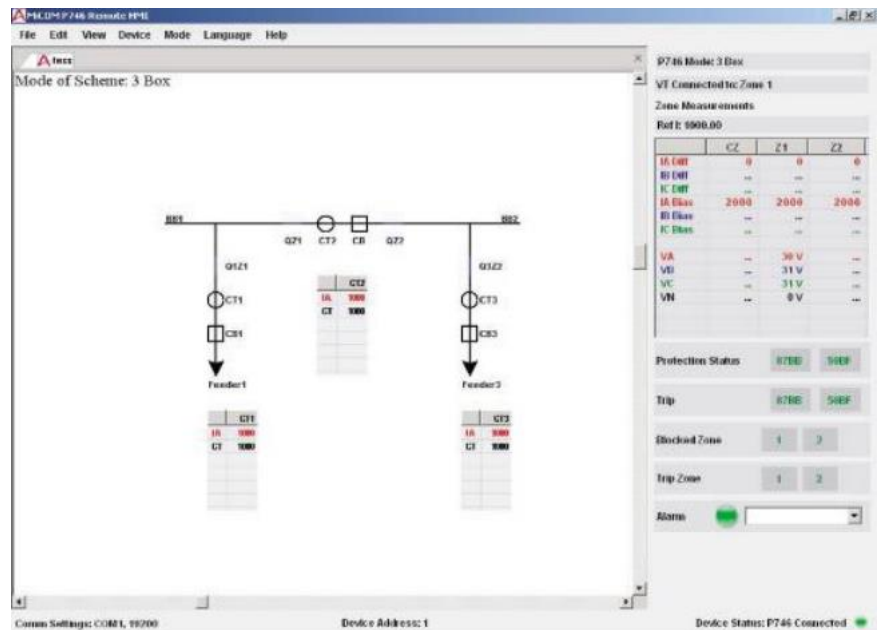 MiCOM P746 Remote HMI
File Edit View Device Mode Language Help
Mode of Scheme: 3 Box
BB1
BB2
QZ1 CT2 CB QZ2
Q1Z1
Q3Z2
CT1
CT3
CB1
CB3
Feeder1
Feeder3
CT2
IA 1000
CT 1000
CT1
IA 1000
CT 1000
CT3
IA 1000
CT 1000
P746 Mode: 3 Box
VT Connected to: Zone 1
Zone Measurements
Ref I: 1000.00
CZ Z1 Z2
IA Diff 0 0 0
IB Diff -- -- --
IC Diff -- -- --
IA Bias 2000 2000 2000
IB Bias -- -- --
IC Bias -- -- --
VA -- 30 V --
VB -- 31 V --
VC -- 31 V --
VN -- 0 V --
Protection Status 87BB 50BF
Trip 87BB 50BF
Blocked Zone 1 2
Trip Zone 1 2
Alarm
Comm Settings: COM1, 19200
Device Address: 1
Device Status: P746 Connected